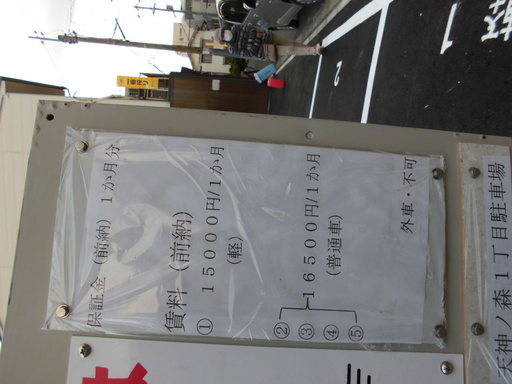 天神ノ森１丁目駐車場
保証金（前納）１か月分
賃料（前納）
① １５０００円/１か月
（軽）
②
③ １６５００円/１か月
④ （普通車）
⑤
外車・不可
1
2